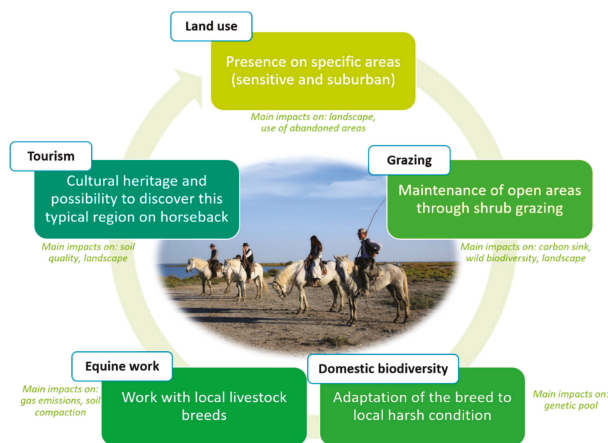 Land use
Presence on specific areas
(sensitive and suburban)
Main impacts on: landscape,
use of abandoned areas
Tourism
Cultural heritage and
possibility to discover this
typical region on horseback
Main impacts on: soil
quality, landscape
Grazing
Maintenance of open areas
through shrub grazing
Main impacts on: carbon sink,
wild biodiversity, landscape
Equine work
Work with local livestock
breeds
Main impacts on:
gas emissions, soil
compaction
Domestic biodiversity
Adaptation of the breed to
local harsh condition
Main impacts on:
genetic pool